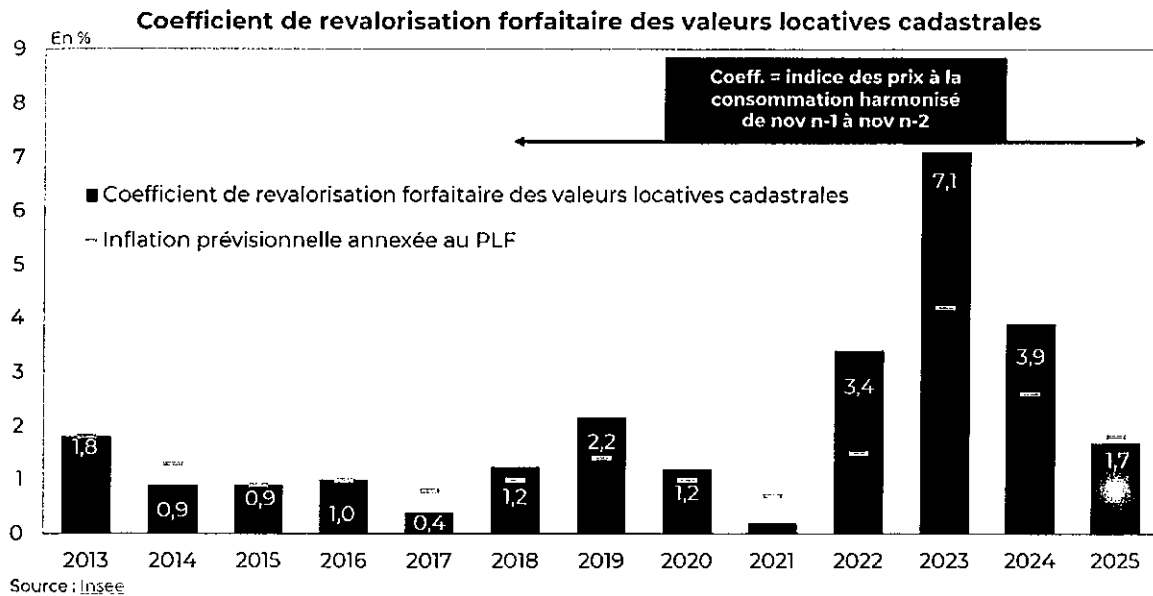 Coefficient de revalorisation forfaitaire des valeurs locatives cadastrales
En %
9
8
7
6
5
4
3
2
1
0
Coeff. = indice des prix à la
consommation harmonisé
de nov n-1 à nov n-2
■ Coefficient de revalorisation forfaitaire des valeurs locatives cadastrales
– Inflation prévisionnelle annexée au PLF
1,8
0,9
0,9
1,0
0,4
1,2
2,2
1,2
3,4
7,1
3,9
1,7
2013 2014 2015 2016 2017 2018 2019 2020 2021 2022 2023 2024 2025
Source : Insee